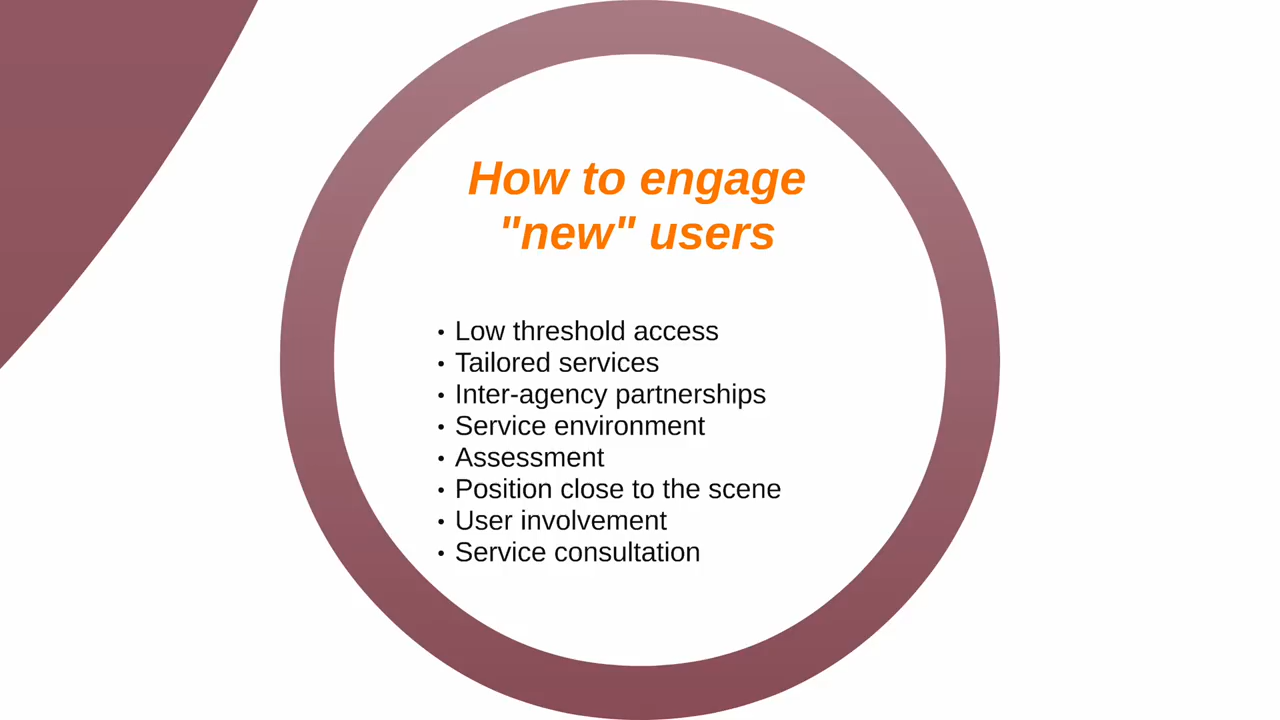 How to engage
"new" users
• Low threshold access
• Tailored services
• Inter-agency partnerships
• Service environment
• Assessment
• Position close to the scene
• User involvement
• Service consultation